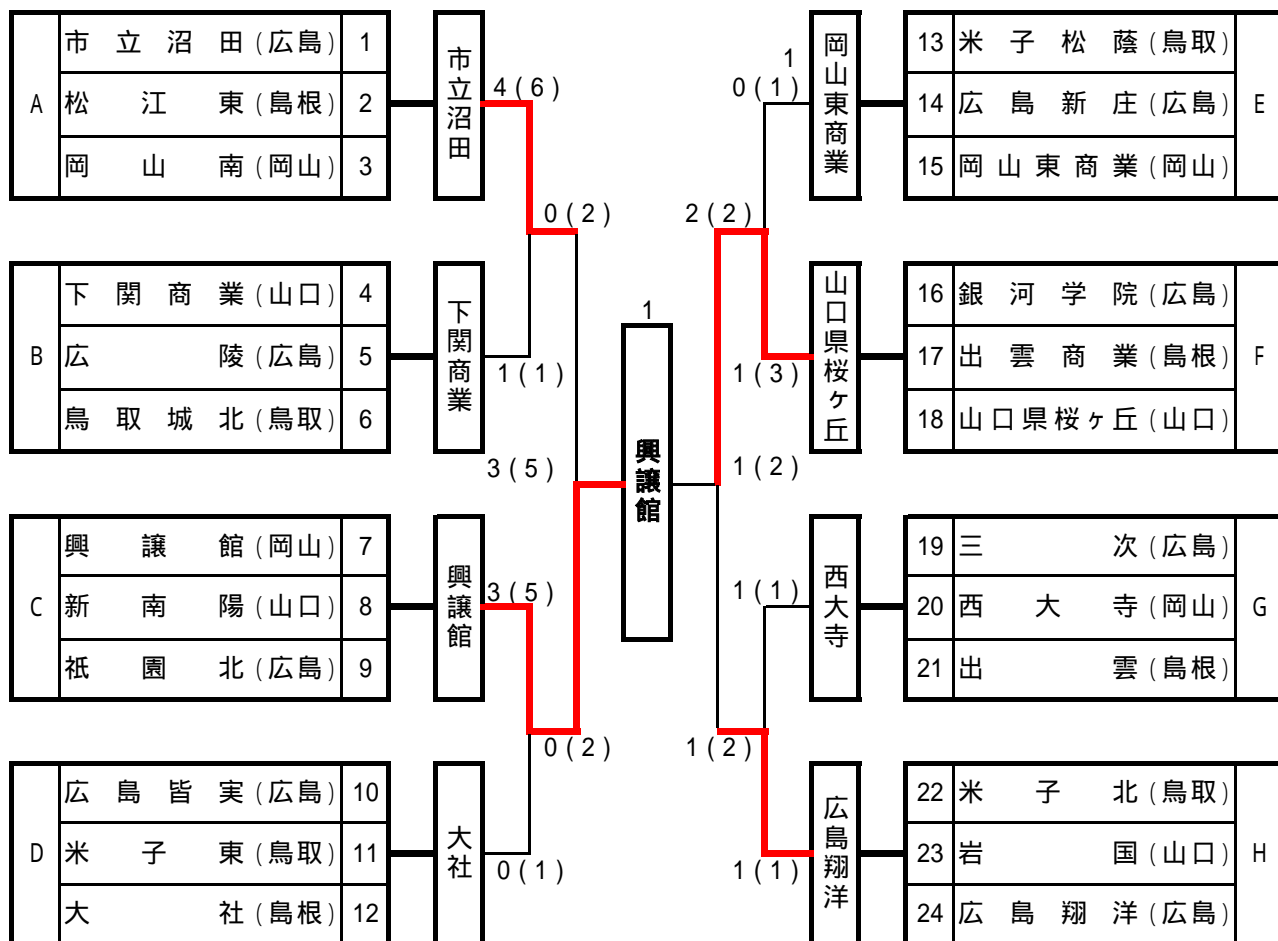 A
市立沼田(広島) 1
松江東(島根) 2
岡山南(岡山) 3
市立沼田
4(6)
B
下関商業(山口) 4
広陵(広島) 5
鳥取城北(鳥取) 6
下関商業
1(1)
0(2)
C
興譲館(岡山) 7
新南陽(山口) 8
祇園北(広島) 9
興譲館
3(5)
D
広島皆実(広島) 10
米子東(鳥取) 11
大社(島根) 12
大社
0(1)
0(2)
3(5)
1
興譲館
1(2)
1
0(1)
岡山東商業
13 米子松蔭(鳥取)
14 広島新庄(広島)
15 岡山東商業(岡山)
E
2(2)
1(3)
山口県桜ヶ丘
16 銀河学院(広島)
17 出雲商業(島根)
18 山口県桜ヶ丘(山口)
F
1(1)
西大寺
19 三次(広島)
20 西大寺(岡山)
21 出雲(島根)
G
1(2)
1(1)
広島翔洋
22 米子北(鳥取)
23 岩国(山口)
24 広島翔洋(広島)
H